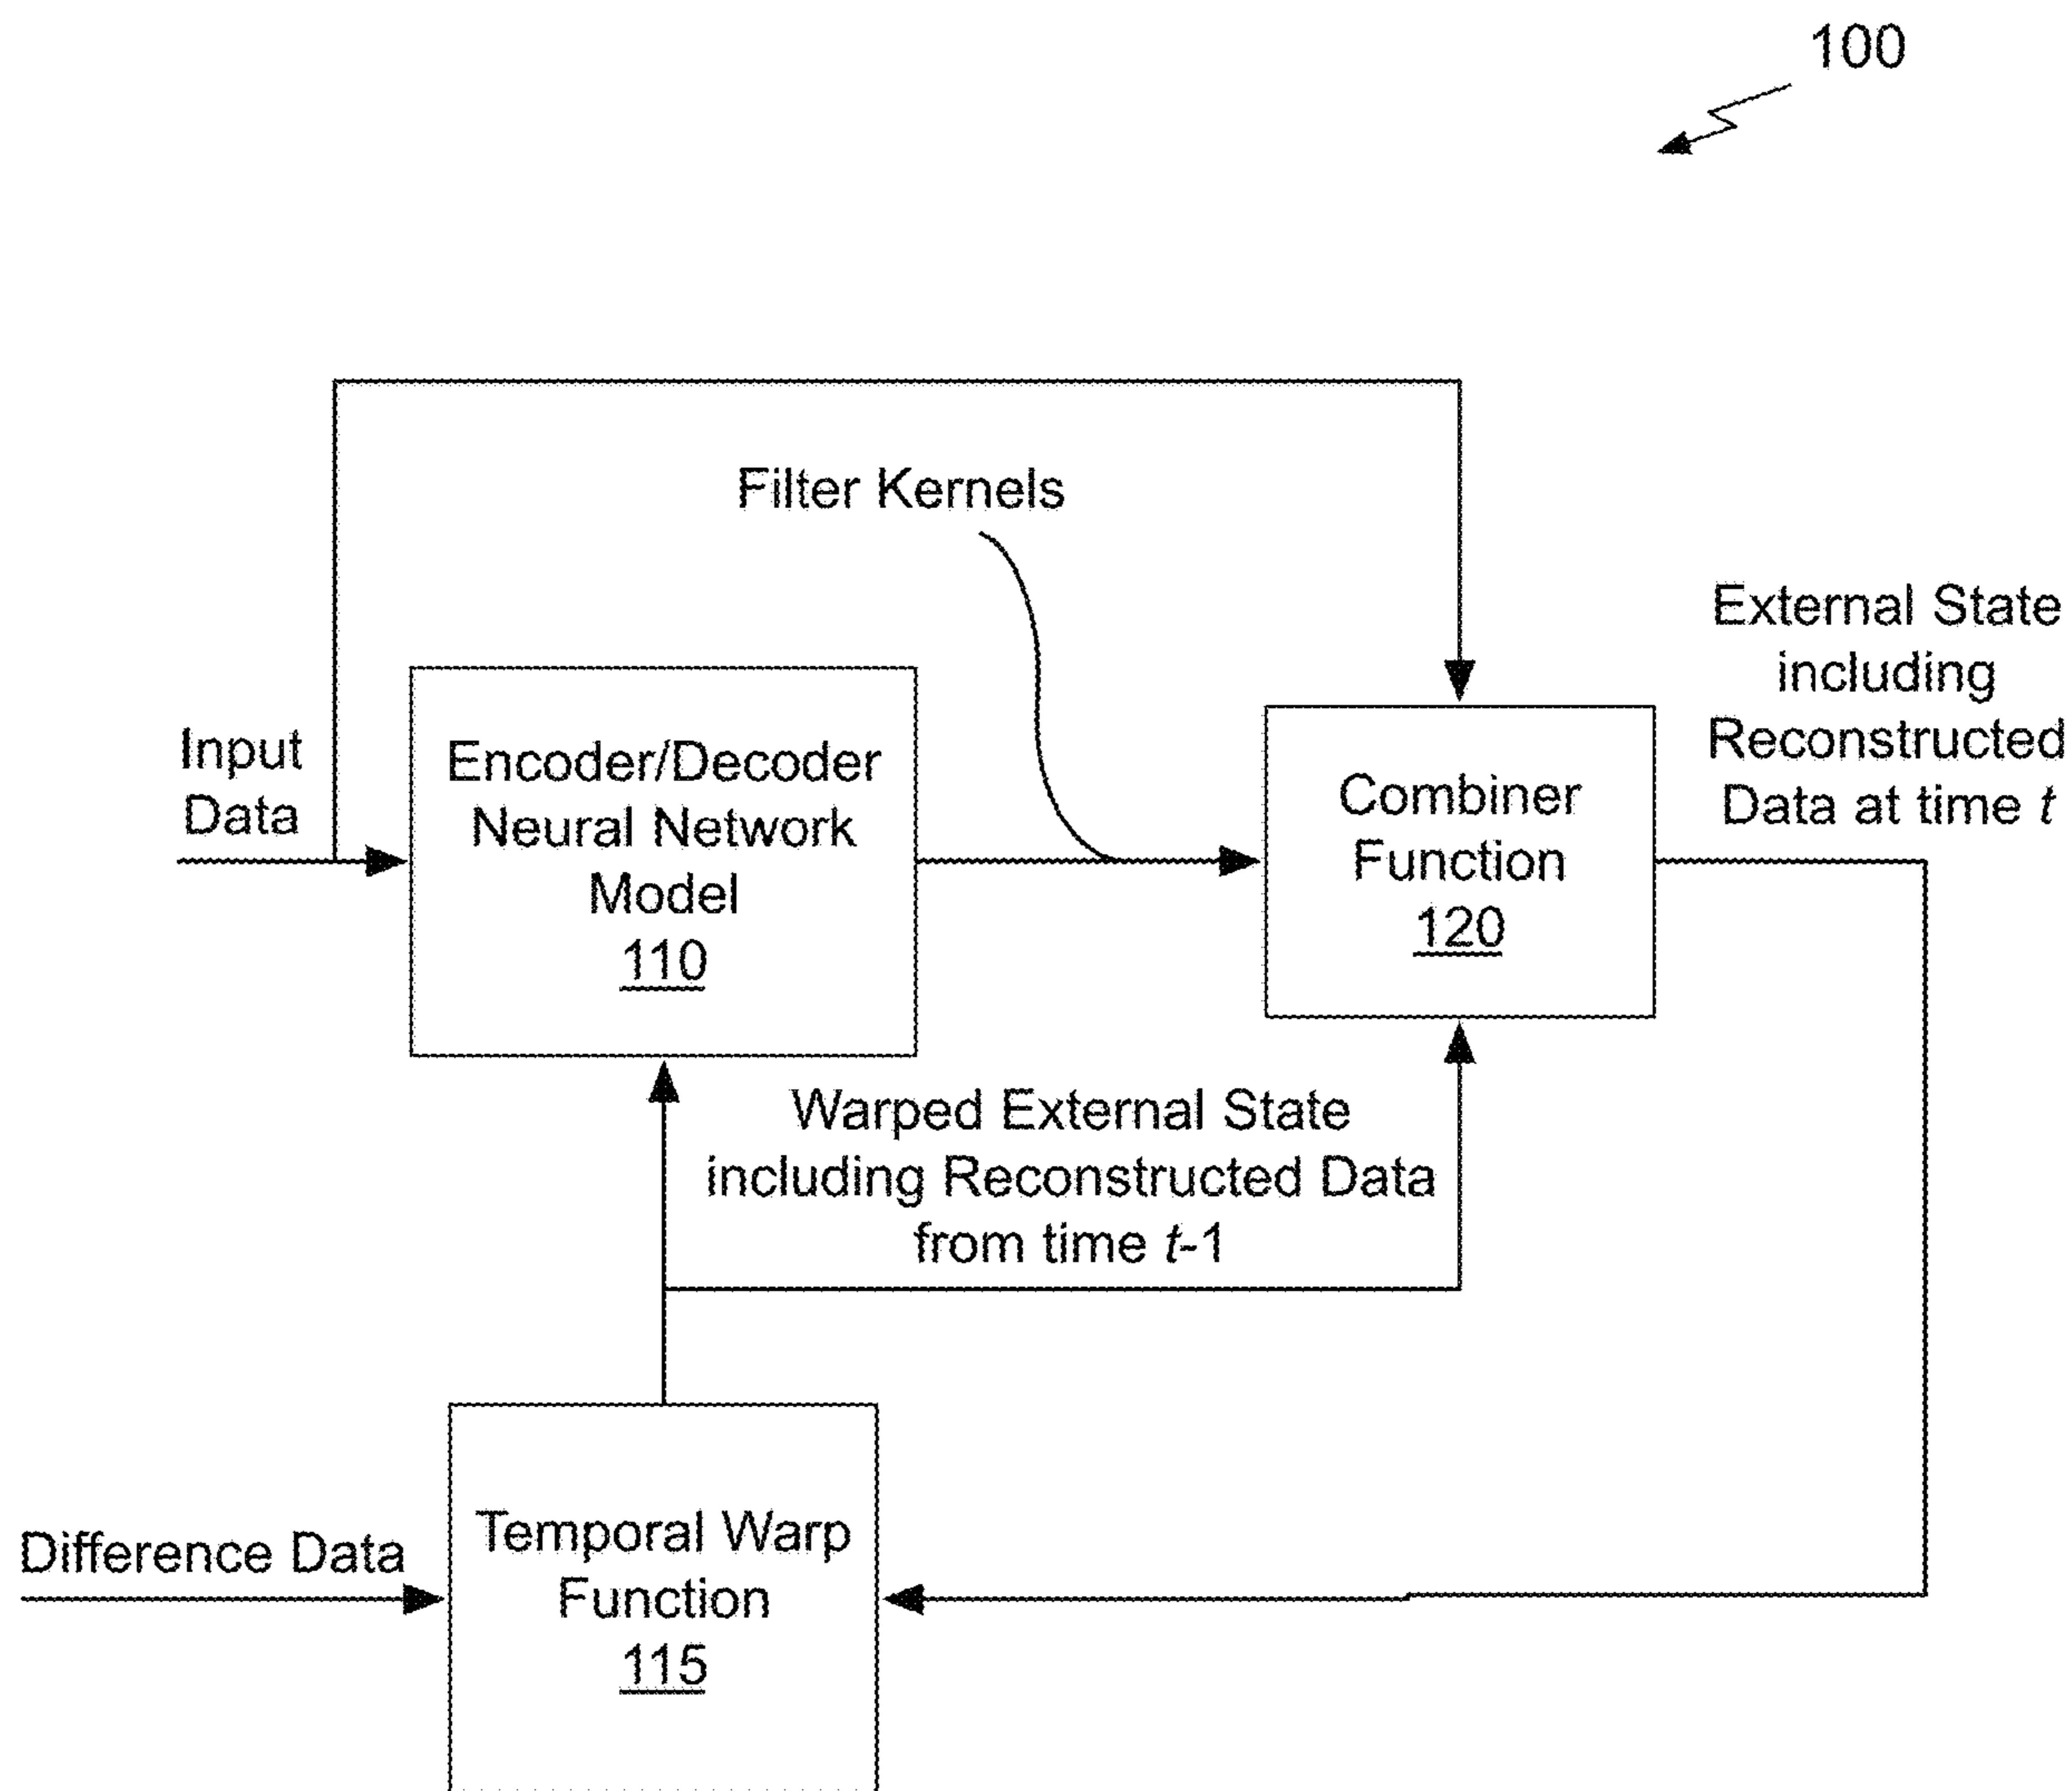 100
Filter Kernels
External State
including
Reconstructed
Data at time t
Input
Data
Encoder/Decoder
Neural Network
Model
110
Combiner
Function
120
Warped External State
including Reconstructed Data
from time t-1
Difference Data
Temporal Warp
Function
115